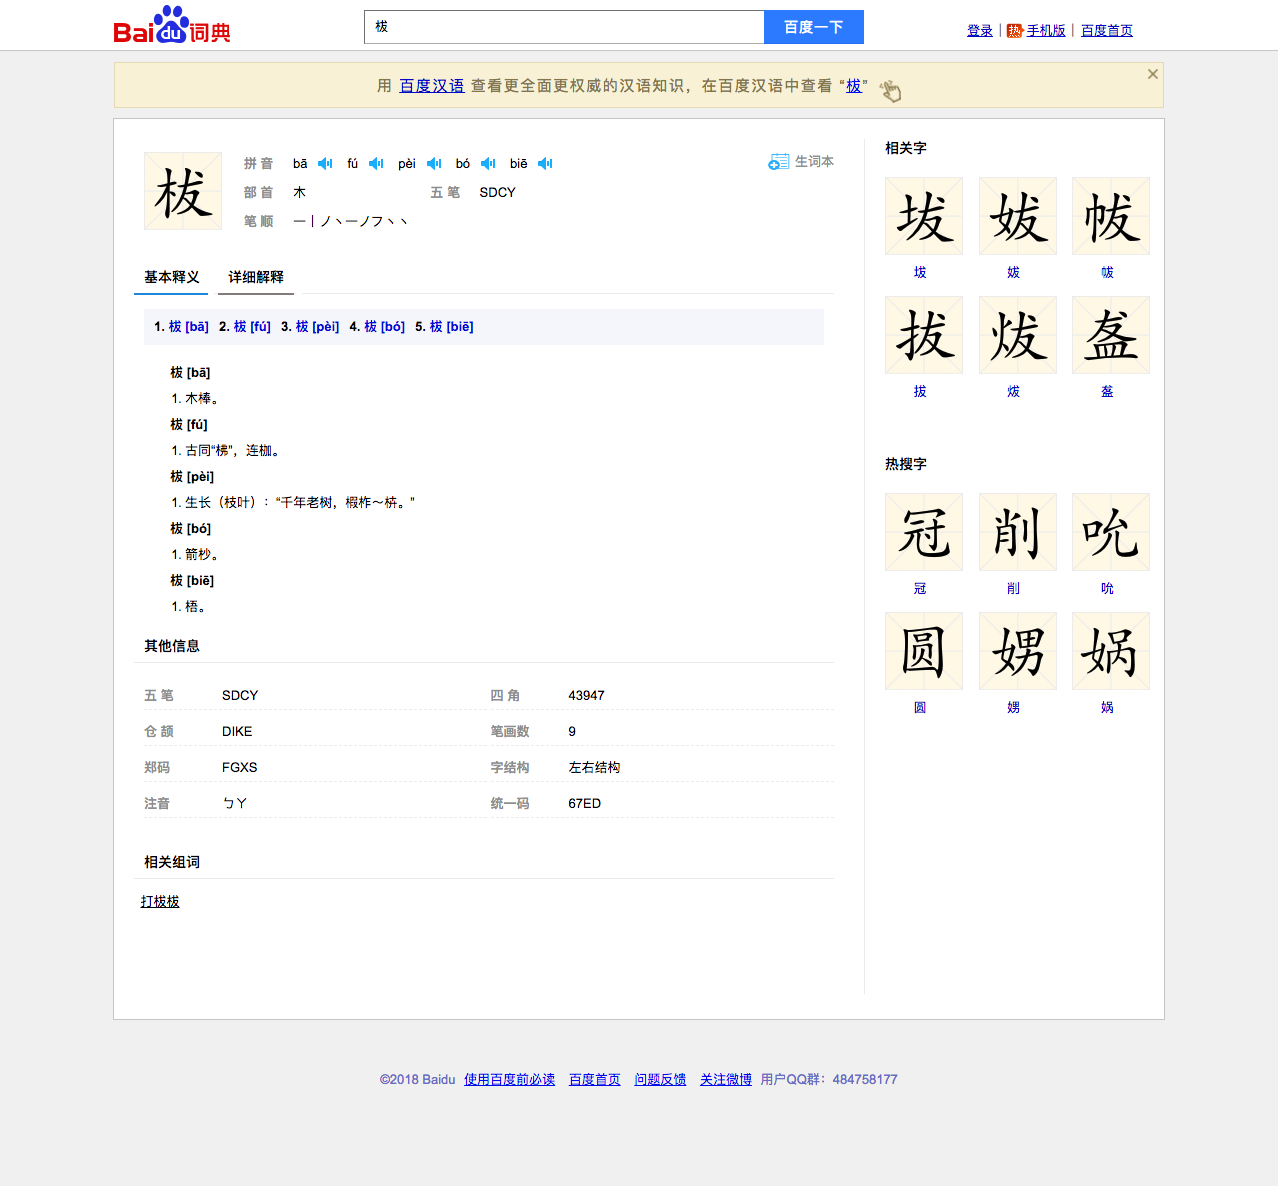 Bai du 词典
柭
百度一下
登录 | 热 手机版 | 百度首页
用 百度汉语 查看更全面更权威的汉语知识，在百度汉语中查看 “柭”
柭
拼 音 bā fú pèi bó biē
生词本
部 首 木 五 笔 SDCY
笔 顺 一丨ノ丶一ノフ丶丶
基本释义 详细解释
1. 柭 [bā] 2. 柭 [fú] 3. 柭 [pèi] 4. 柭 [bó] 5. 柭 [biē]
柭 [bā]
1. 木棒。
柭 [fú]
1. 古同“梻”，连枷。
柭 [pèi]
1. 生长（枝叶）：“千年老树，椵柞～枿。”
柭 [bó]
1. 箭杪。
柭 [biē]
1. 梧。
其他信息
五 笔 SDCY 四 角 43947
仓 颉 DIKE 笔画数 9
郑码 FGXS 字结构 左右结构
注音 ㄅㄚ 统一码 67ED
相关组词
打柭柭
相关字
坺 妭 帗
坺 妭 帗
拔 炦 盋
拔 炦 盋
热搜字
冠 削 吮
冠 削 吮
圆 娚 娲
圆 娚 娲
©2018 Baidu 使用百度前必读 百度首页 问题反馈 关注微博 用户QQ群：484758177